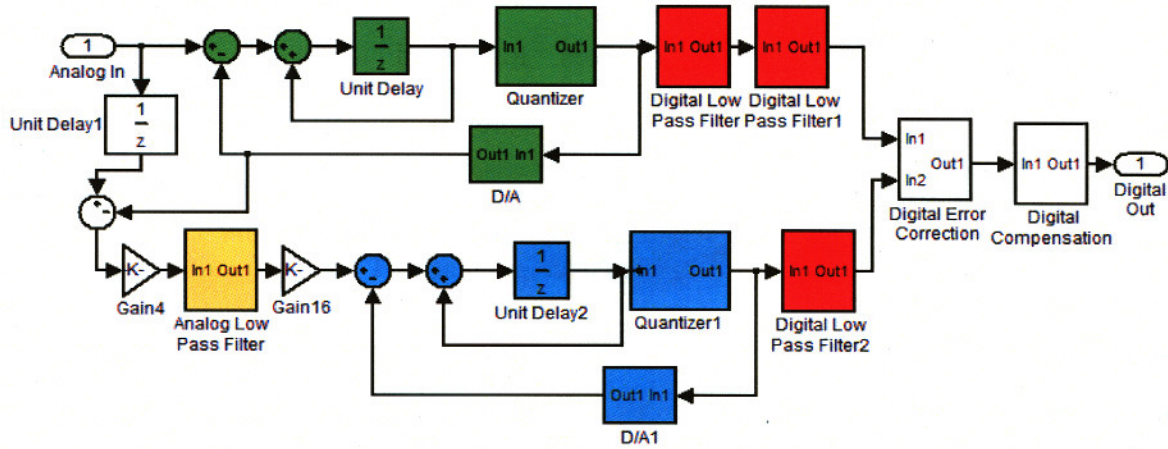 1
Analog In
+
-
+
+
1
z
Unit Delay
In1 Out1
Quantizer
In1 Out1
Digital Low
Pass Filter
In1 Out1
Digital Low
Pass Filter1
Unit Delay1
1
z
Out1 In1
D/A
In1
In2
Out1
Digital Error
Correction
In1 Out1
Digital
Compensation
1
Digital
Out
+
-
-K-
Gain4
In1 Out1
Analog Low
Pass Filter
-K-
Gain16
+
-
+
+
1
z
Unit Delay2
In1 Out1
Quantizer1
In1 Out1
Digital Low
Pass Filter2
Out1 In1
D/A1